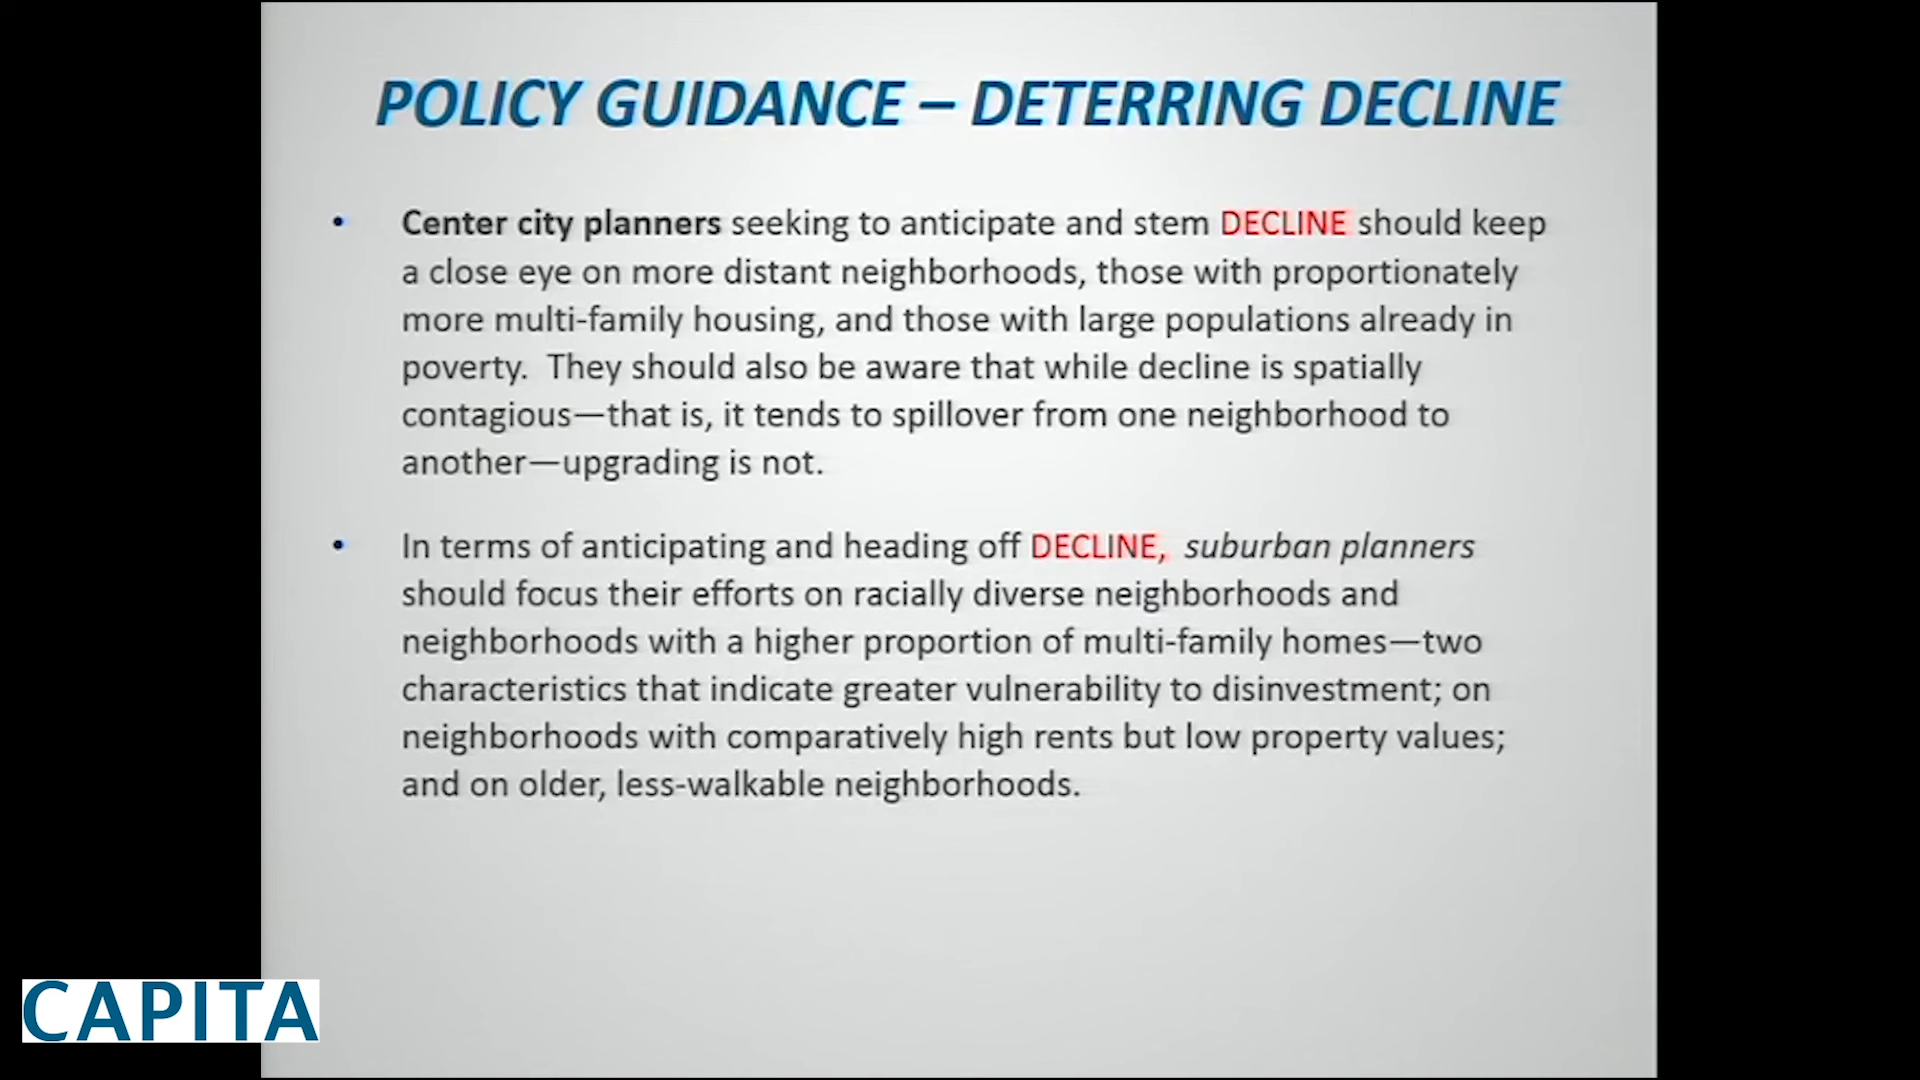 POLICY GUIDANCE – DETERRING DECLINE
• Center city planners seeking to anticipate and stem DECLINE should keep
a close eye on more distant neighborhoods, those with proportionately
more multi-family housing, and those with large populations already in
poverty.  They should also be aware that while decline is spatially
contagious—that is, it tends to spillover from one neighborhood to
another—upgrading is not.
• In terms of anticipating and heading off DECLINE,  suburban planners
should focus their efforts on racially diverse neighborhoods and
neighborhoods with a higher proportion of multi-family homes—two
characteristics that indicate greater vulnerability to disinvestment; on
neighborhoods with comparatively high rents but low property values;
and on older, less-walkable neighborhoods.
CAPITA